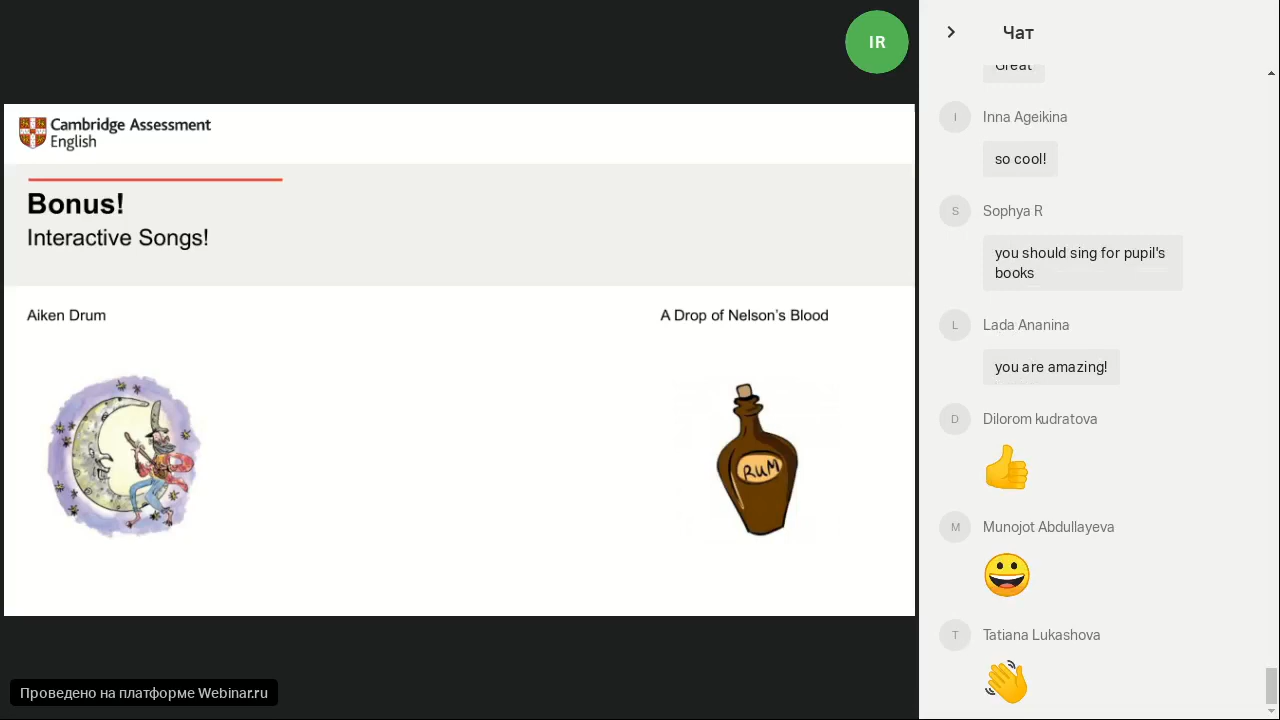 IR
Cambridge Assessment
English
Bonus!
Interactive Songs!
Aiken Drum
A Drop of Nelson's Blood
RUM
Проведено на платформе Webinar.ru
Чат
Great
I
Inna Ageikina
so cool!
S
Sophya R
you should sing for pupil's
books
L
Lada Ananina
you are amazing!
D
Dilorom kudratova
M
Munojot Abdullayeva
T
Tatiana Lukashova